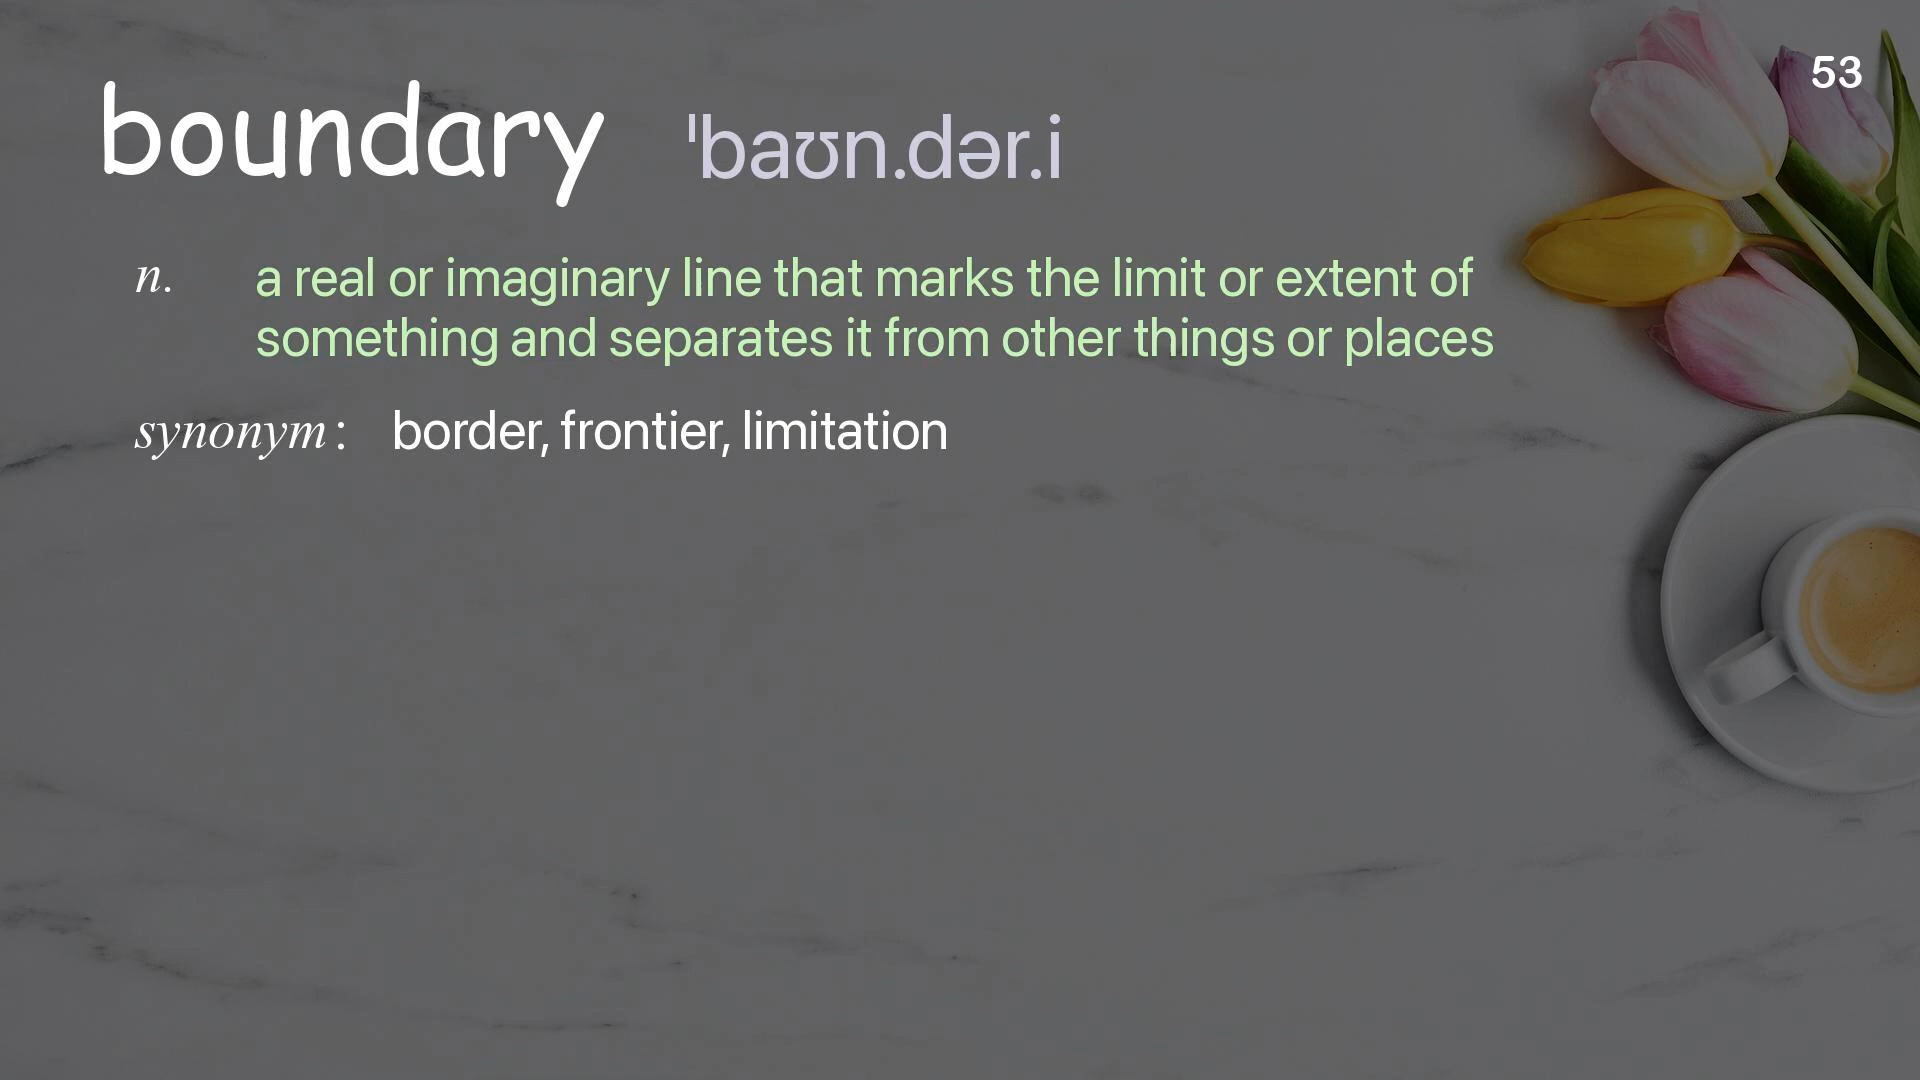 53
boundary ˈbaʊn.dər.i
n. a real or imaginary line that marks the limit or extent of
something and separates it from other things or places
synonym: border, frontier, limitation